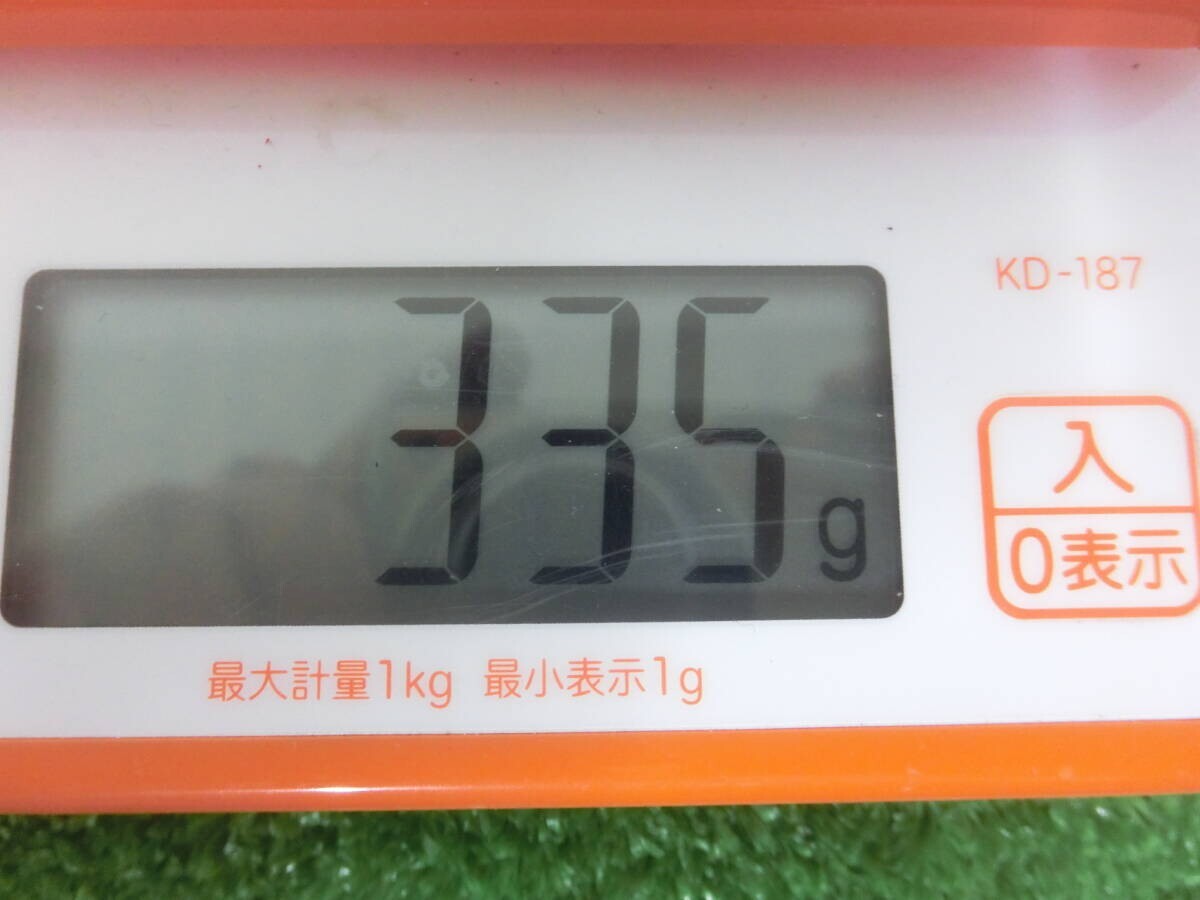 335g
KD-187
入
0表示
最大計量1kg 最小表示1g